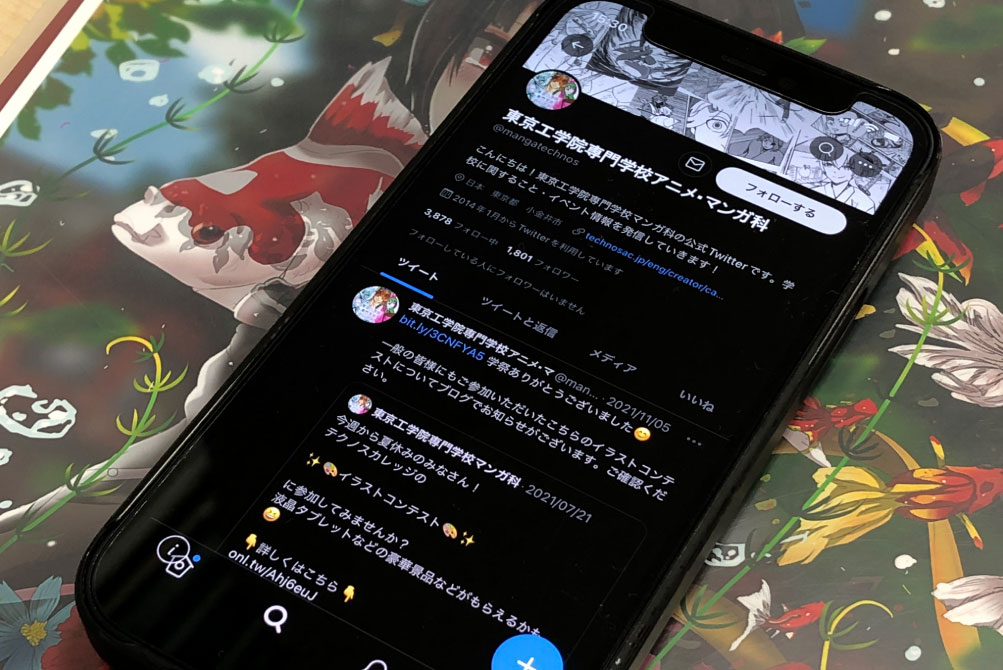 15:30
東京工学院専門学校アニメ・マンガ科
@mangatechnos
フォローする
こんにちは！東京工学院専門学校マンガ科の公式Twitterです。学
校に関すること・イベント情報を発信していきます！
日本 東京都 小金井市 technosac.jp/eng/creator/ca...
2014年1月からTwitterを利用しています
3,878 フォロー中 1,801 フォロワー
フォローしている人にフォロワーはいません
ツイート ツイートと返信 メディア いいね
東京工学院専門学校アニメ・マ @man... · 2021/11/05
bit.ly/3CNFYA5 学祭ありがとうございました😊
一般の皆様にもご参加いただいたこちらのイラストコンテ
ストについてブログでお知らせがございます。ご確認くだ
さい。
東京工学院専門学校マンガ科 · 2021/07/21
今週から夏休みのみなさん！
テクノスカレッジの
✨🎨イラストコンテスト🎨✨
に参加してみませんか？
液晶タブレットなどの豪華景品などがもらえるかも
😊
👇詳しくはこちら👇
onl.tw/Ahj6euJ